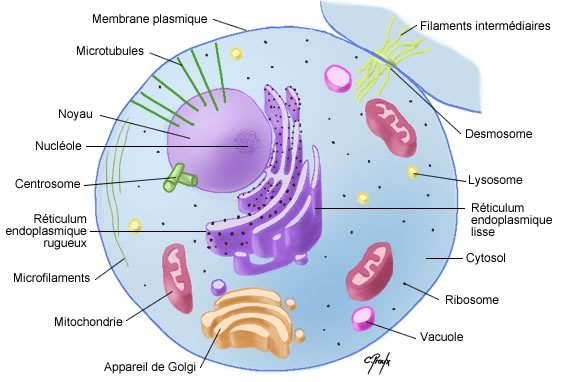 Membrane plasmique
Microtubules
Noyau
Nucléole
Centrosome
Réticulum
endoplasmique
rugueux
Microfilaments
Mitochondrie
Appareil de Golgi
Filaments intermédiaires
Desmosome
Lysosome
Réticulum
endoplasmique
lisse
Cytosol
Ribosome
Vacuole